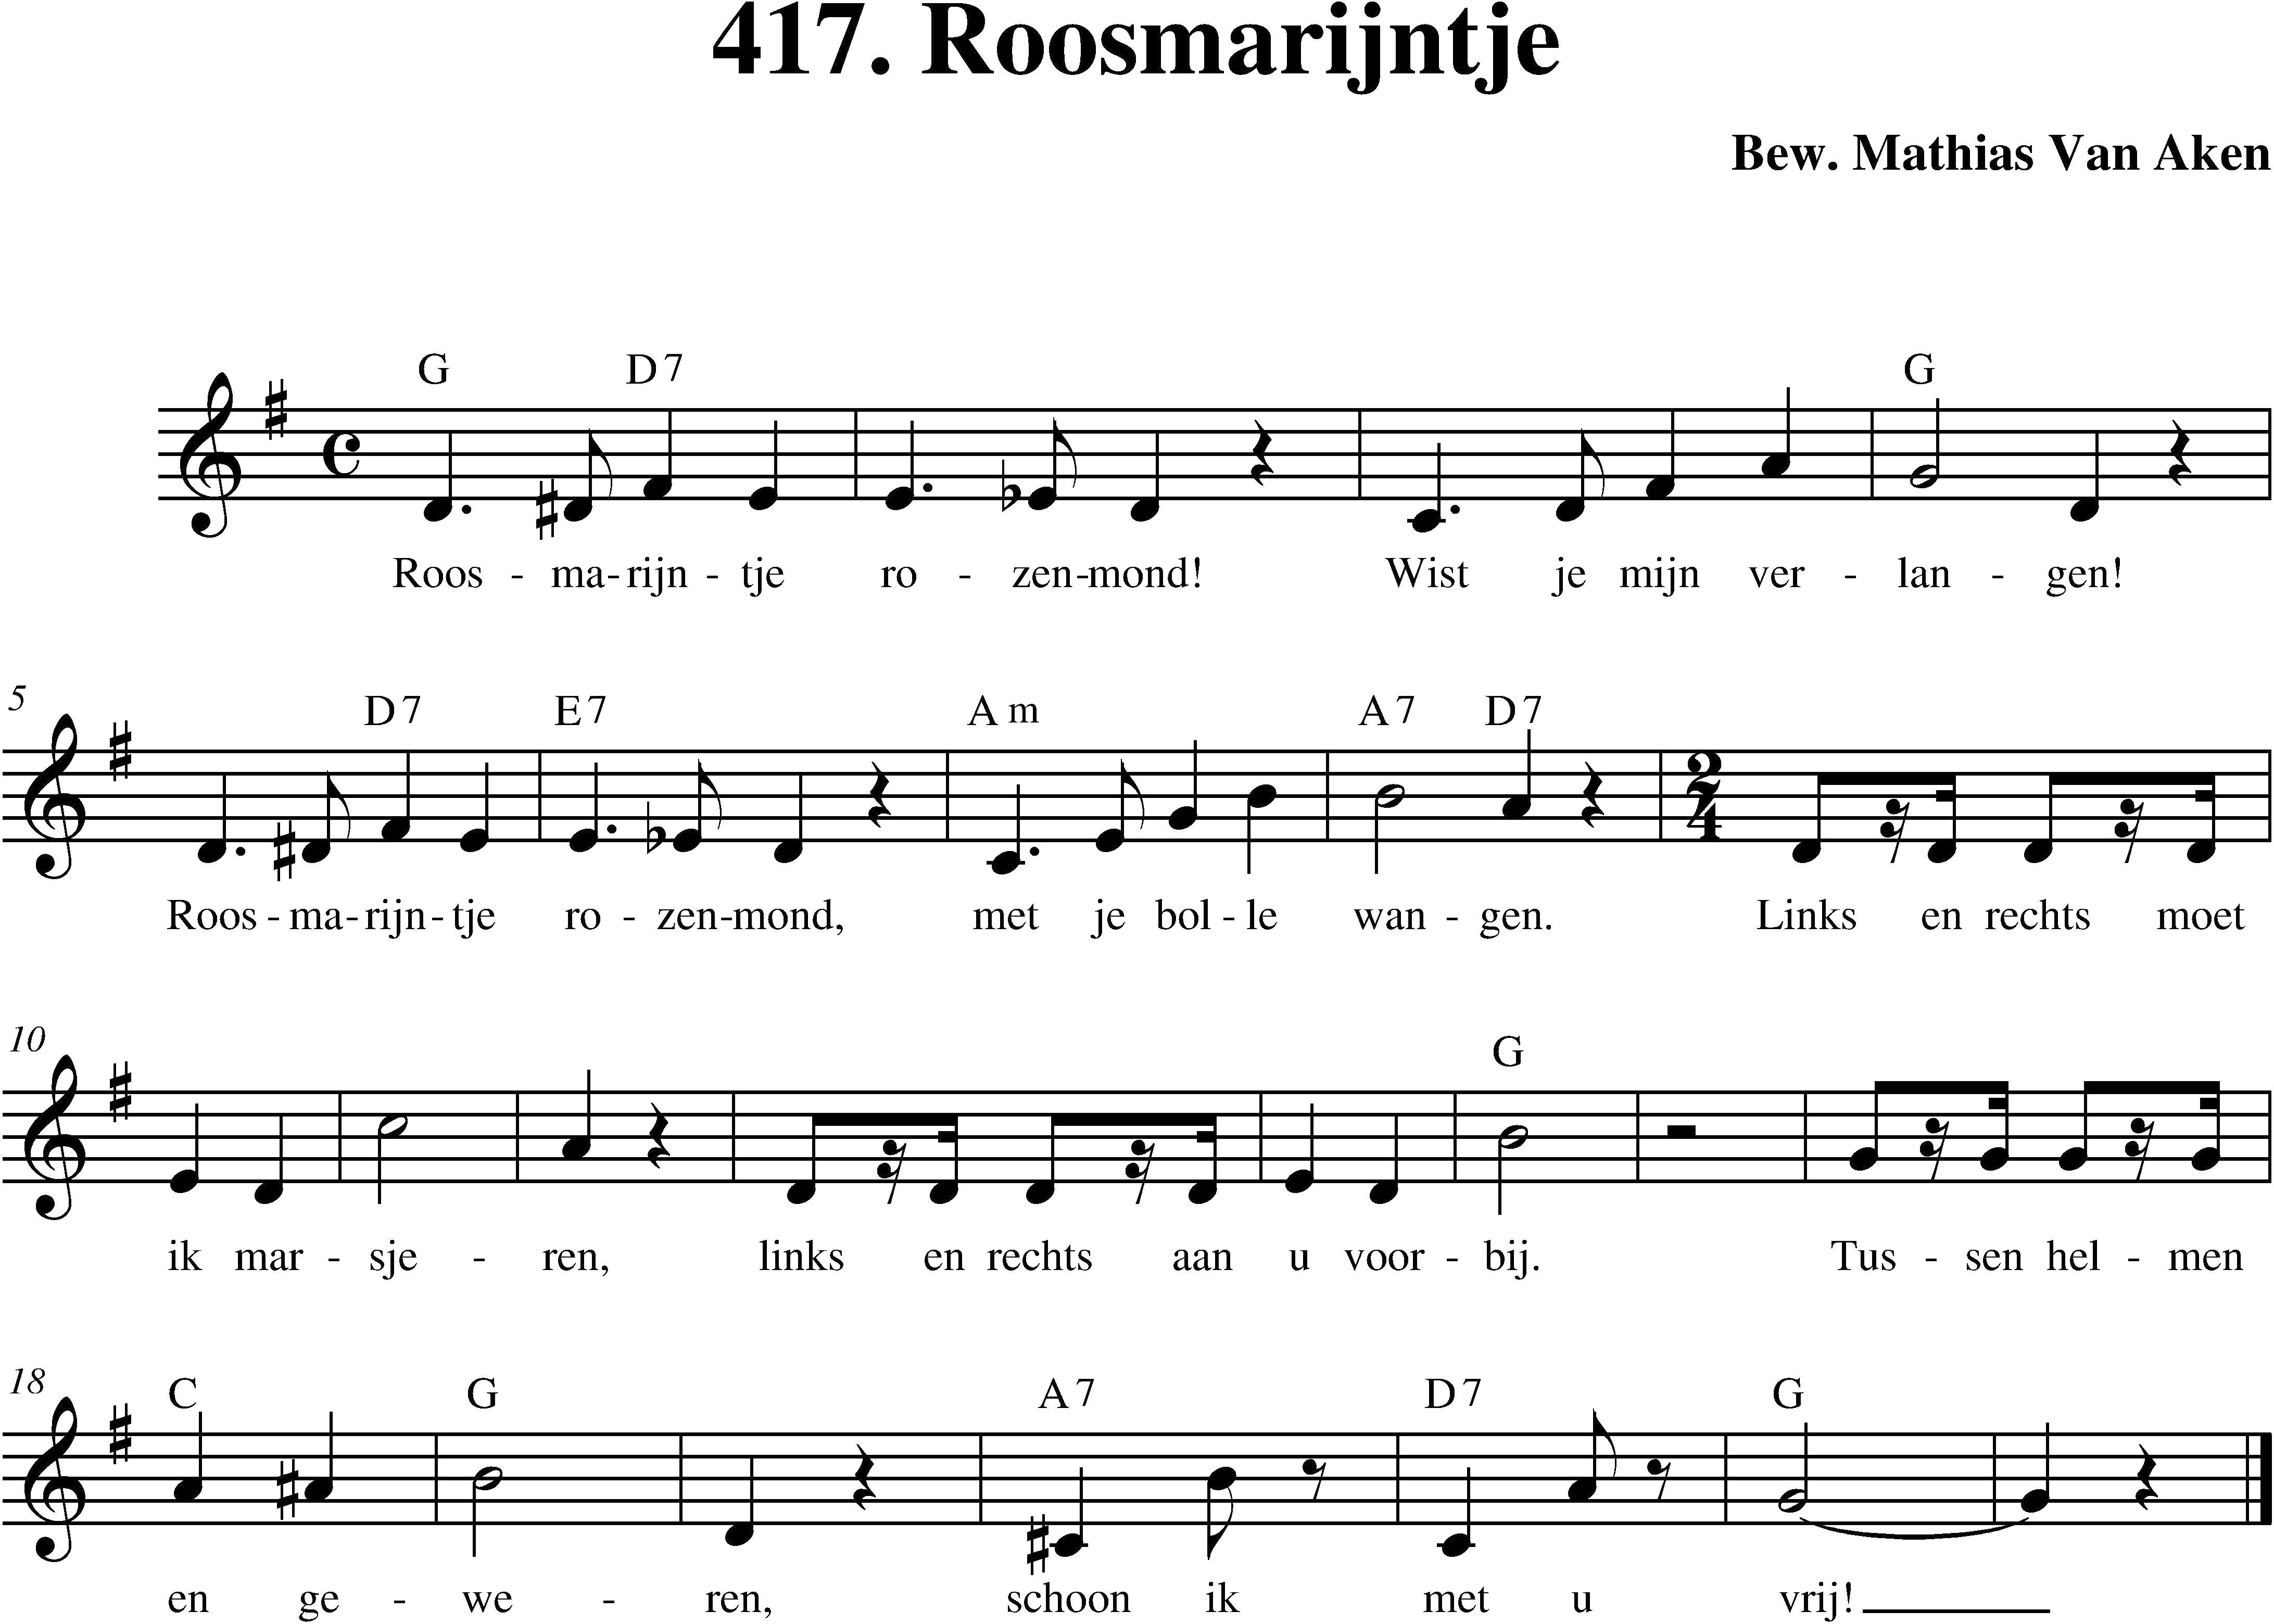 417. Roosmarijntje
Bew. Mathias Van Aken
G D7 G
Roos - ma-rijn - tje ro - zen-mond! Wist je mijn ver - lan - gen!
5 D7 E7 Am A7 D7
2
4
Roos - ma-rijn-tje ro - zen-mond, met je bol - le wan - gen. Links en rechts moet
10 G
ik mar - sje - ren, links en rechts aan u voor - bij. Tus - sen hel - men
18 C G A7 D7 G
en ge - we - ren, schoon ik met u vrij!